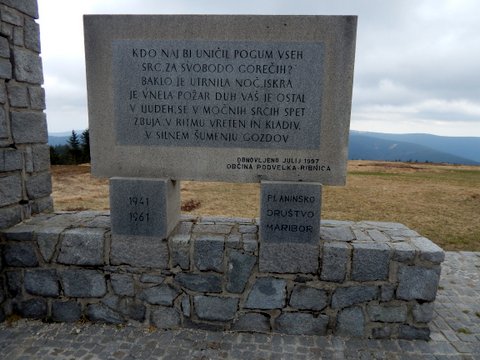 KDO NAJ BI UNIČIL POGUM VSEH
SRC, ZA SVOBODO GOREČIH?
BAKLO JE UTRNILA NOČ, ISKRA
JE VNELA POŽAR DUH VAŠ JE OSTAL
V LJUDEH, SE V MOČNIH SRCIH SPET
ZBUJA V RITMU VRETEN IN KLADIV,
V SILNEM ŠUMENJU GOZDOV
OBNOVLJENO JULIJ 1997
OBČINA PODVELKA-RIBNICA
1941
1961
PLANINSKO
DRUŠTVO
MARIBOR